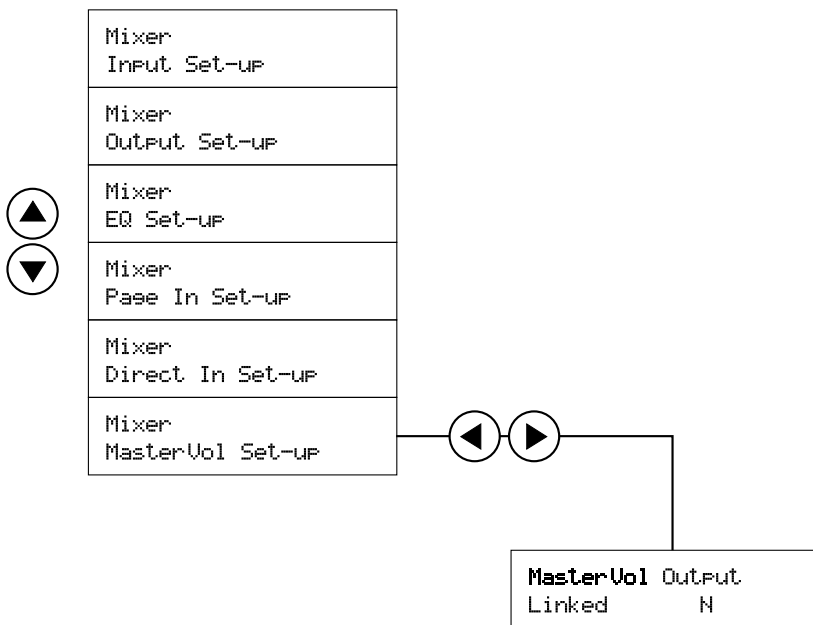 Mixer
Input Set-up
Mixer
Output Set-up
Mixer
EQ Set-up
Mixer
Page In Set-up
Mixer
Direct In Set-up
Mixer
MasterVol Set-up
MasterVol Output
Linked N